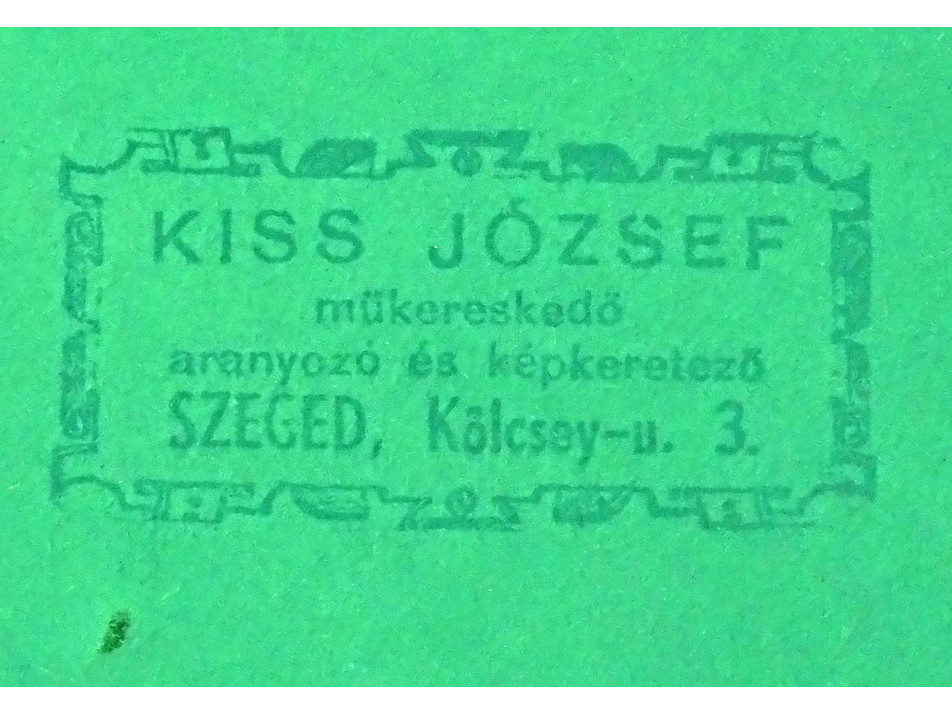 KISS JÓZSEF
műkereskedő
aranyozó és képkeretező
SZEGED, Kölcsey-u. 3.